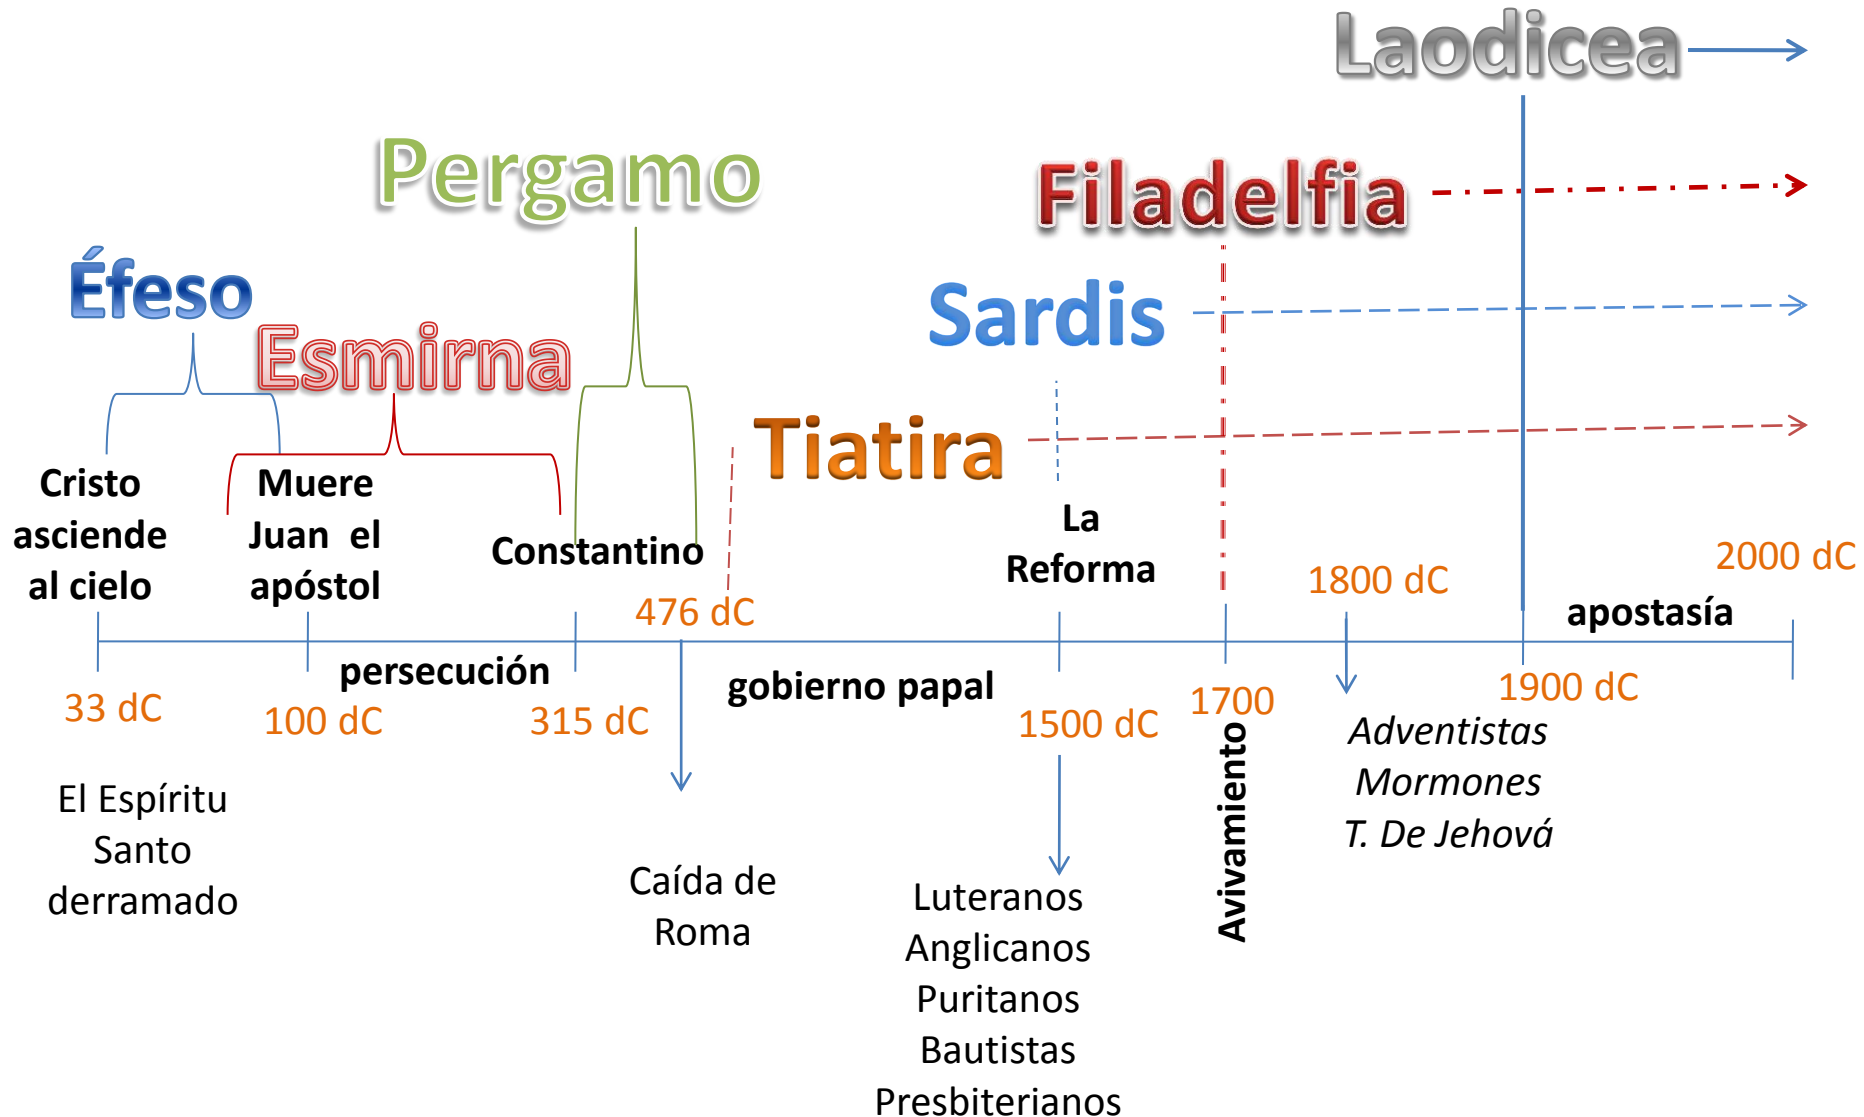 Laodicea
Pergamo
Filadelfia
Éfeso
Sardis
Esmirna
Tiatira
Cristo
asciende
al cielo
Muere
Juan el
apóstol
Constantino
La
Reforma
476 dC
1800 dC
2000 dC
apostasía
persecución
gobierno papal
33 dC
100 dC
315 dC
1500 dC
1700
1900 dC
El Espíritu
Santo
derramado
Caída de
Roma
Luteranos
Anglicanos
Puritanos
Bautistas
Presbiterianos
Avivamiento
Adventistas
Mormones
T. De Jehová